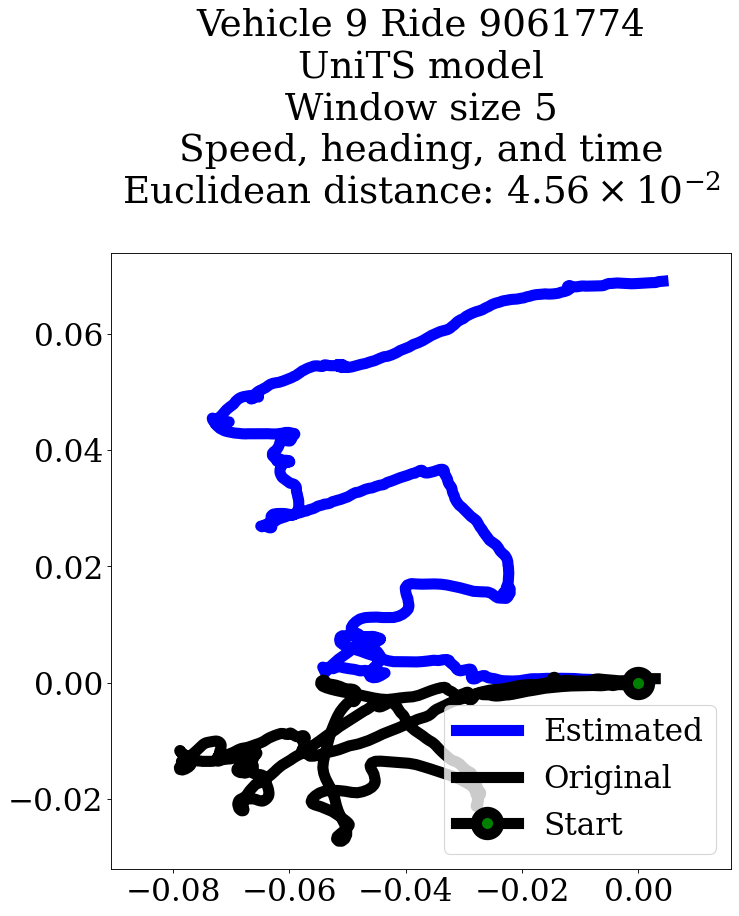 Vehicle 9 Ride 9061774
UniTS model
Window size 5
Speed, heading, and time
Euclidean distance: 4.56 × 10⁻²
0.06
0.04
0.02
0.00
−0.02
Estimated
Original
Start
−0.08 −0.06 −0.04 −0.02 0.00